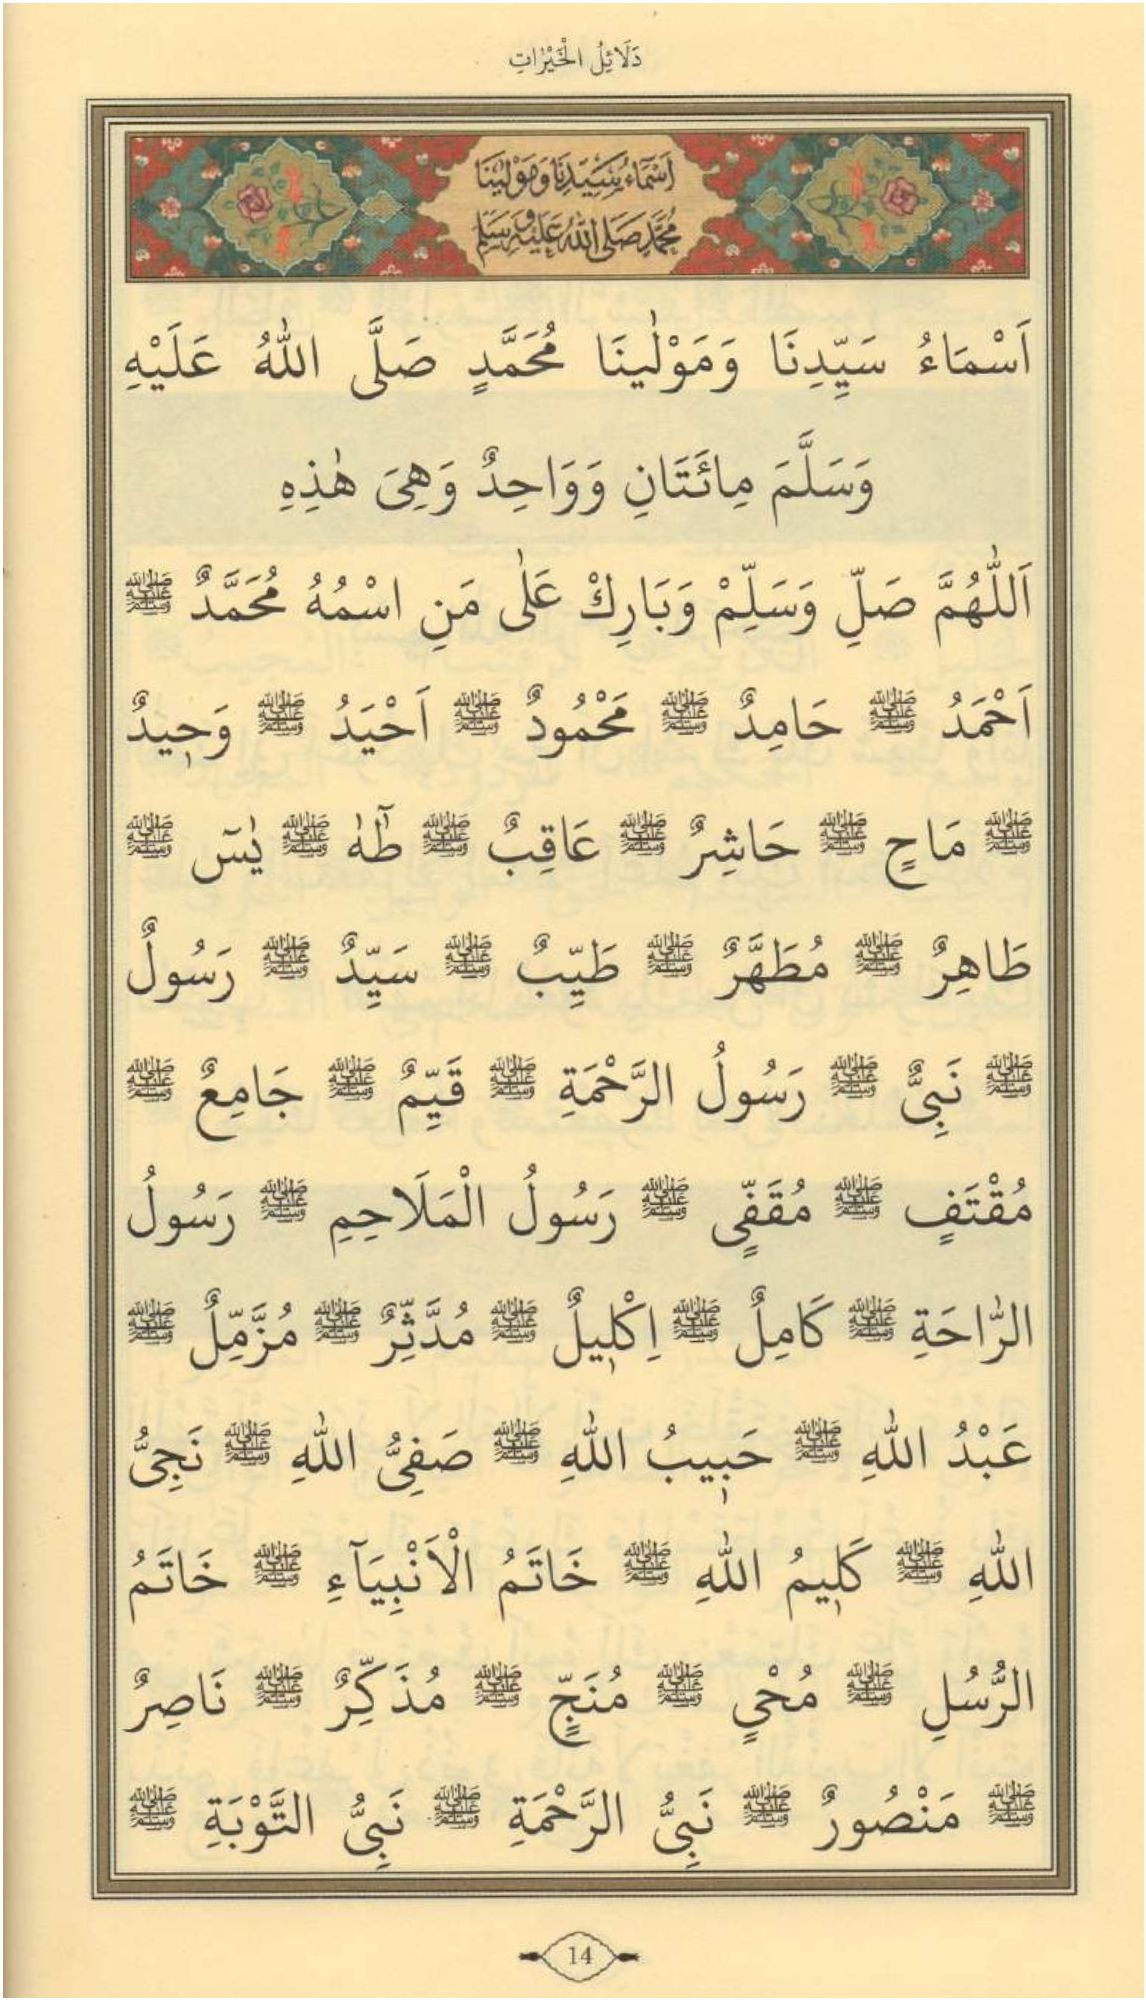 دَلَائِلُ الْخَيْرَاتِ
اَسْمَاءُ سَيِّدِنَا وَمَوْلٰينَا
مُحَمَّدٍ صَلَّى اللّٰهُ عَلَيْهِ وَسَلَّمَ
اَسْمَاءُ سَيِّدِنَا وَمَوْلٰينَا مُحَمَّدٍ صَلَّى اللّٰهُ عَلَيْهِ
وَسَلَّمَ مِائَتَانِ وَوَاحِدٌ وَهِىَ هٰذِهِ
اَللّٰهُمَّ صَلِّ وَسَلِّمْ وَبَارِكْ عَلٰى مَنِ اسْمُهُ مُحَمَّدٌ ﷺ
اَحْمَدُ ﷺ حَامِدٌ ﷺ مَحْمُودٌ ﷺ اَحْيَدُ ﷺ وَحٖيدٌ
ﷺ مَاحٍ ﷺ حَاشِرٌ ﷺ عَاقِبٌ ﷺ طٰهٰ ﷺ يٰسٓ ﷺ
طَاهِرٌ ﷺ مُطَهَّرٌ ﷺ طَيِّبٌ ﷺ سَيِّدٌ ﷺ رَسُولٌ
ﷺ نَبِىٌّ ﷺ رَسُولُ الرَّحْمَةِ ﷺ قَيِّمٌ ﷺ جَامِعٌ ﷺ
مُقْتَفٍ ﷺ مُقَفٍّى ﷺ رَسُولُ الْمَلَاحِمِ ﷺ رَسُولُ
الرَّاحَةِ ﷺ كَامِلٌ ﷺ اِكْلٖيلٌ ﷺ مُدَّثِّرٌ ﷺ مُزَّمِّلٌ ﷺ
عَبْدُ اللّٰهِ ﷺ حَبٖيبُ اللّٰهِ ﷺ صَفِىُّ اللّٰهِ ﷺ نَجِىُّ
اللّٰهِ ﷺ كَلٖيمُ اللّٰهِ ﷺ خَاتَمُ الْاَنْبِيَآءِ ﷺ خَاتَمُ
الرُّسُلِ ﷺ مُحْيٍ ﷺ مُنَجٍّ ﷺ مُذَكِّرٌ ﷺ نَاصِرٌ
ﷺ مَنْصُورٌ ﷺ نَبِىُّ الرَّحْمَةِ ﷺ نَبِىُّ التَّوْبَةِ ﷺ
14